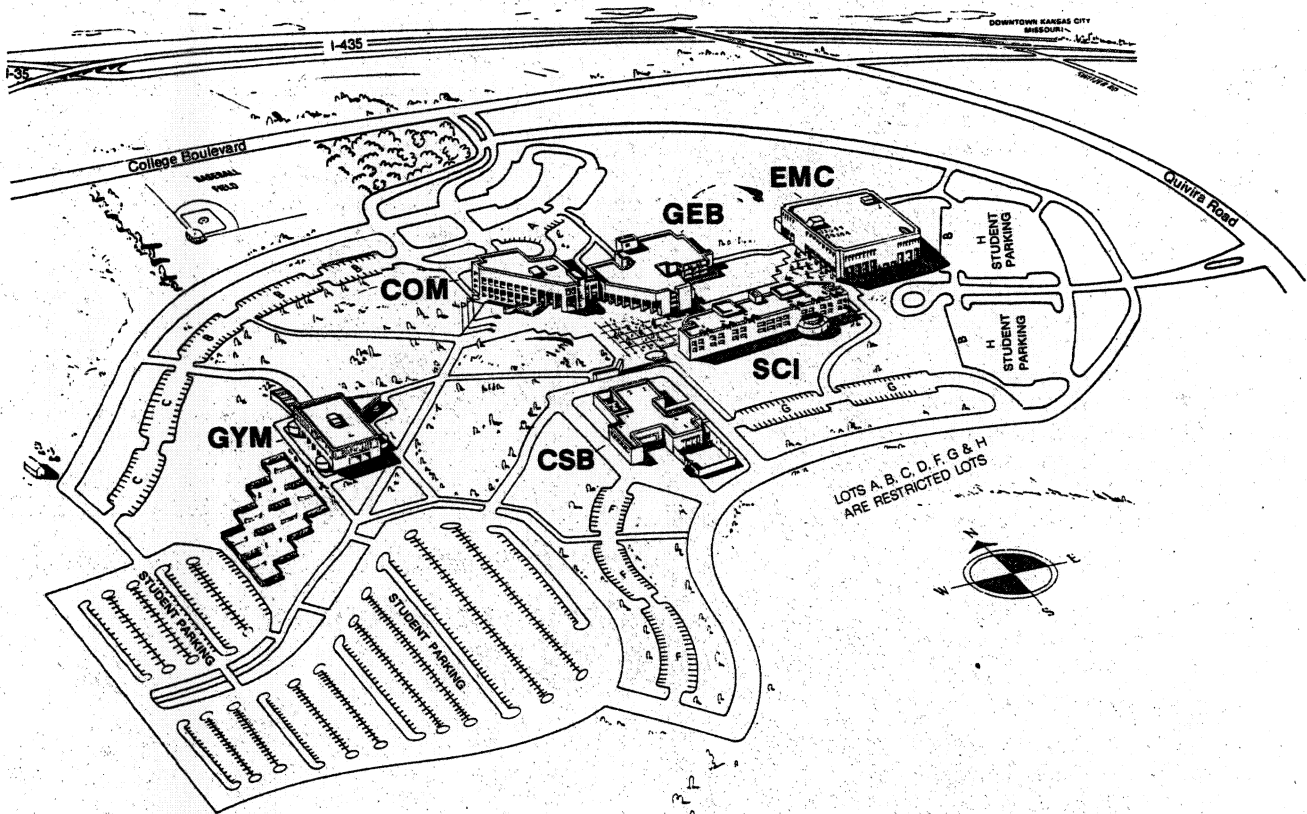 DOWNTOWN KANSAS CITY
MISSOURI
I-435
I-35
College Boulevard
BASEBALL
FIELD
Quivira Road
EMC
GEB
COM
SCI
GYM
CSB
A
B
B
B
C
C
C
B
H
STUDENT
PARKING
B
H
STUDENT
PARKING
G
G
F
F
F
F
LOTS A, B, C, D, F, G & H
ARE RESTRICTED LOTS
N
E
W
S
STUDENT PARKING
STUDENT PARKING